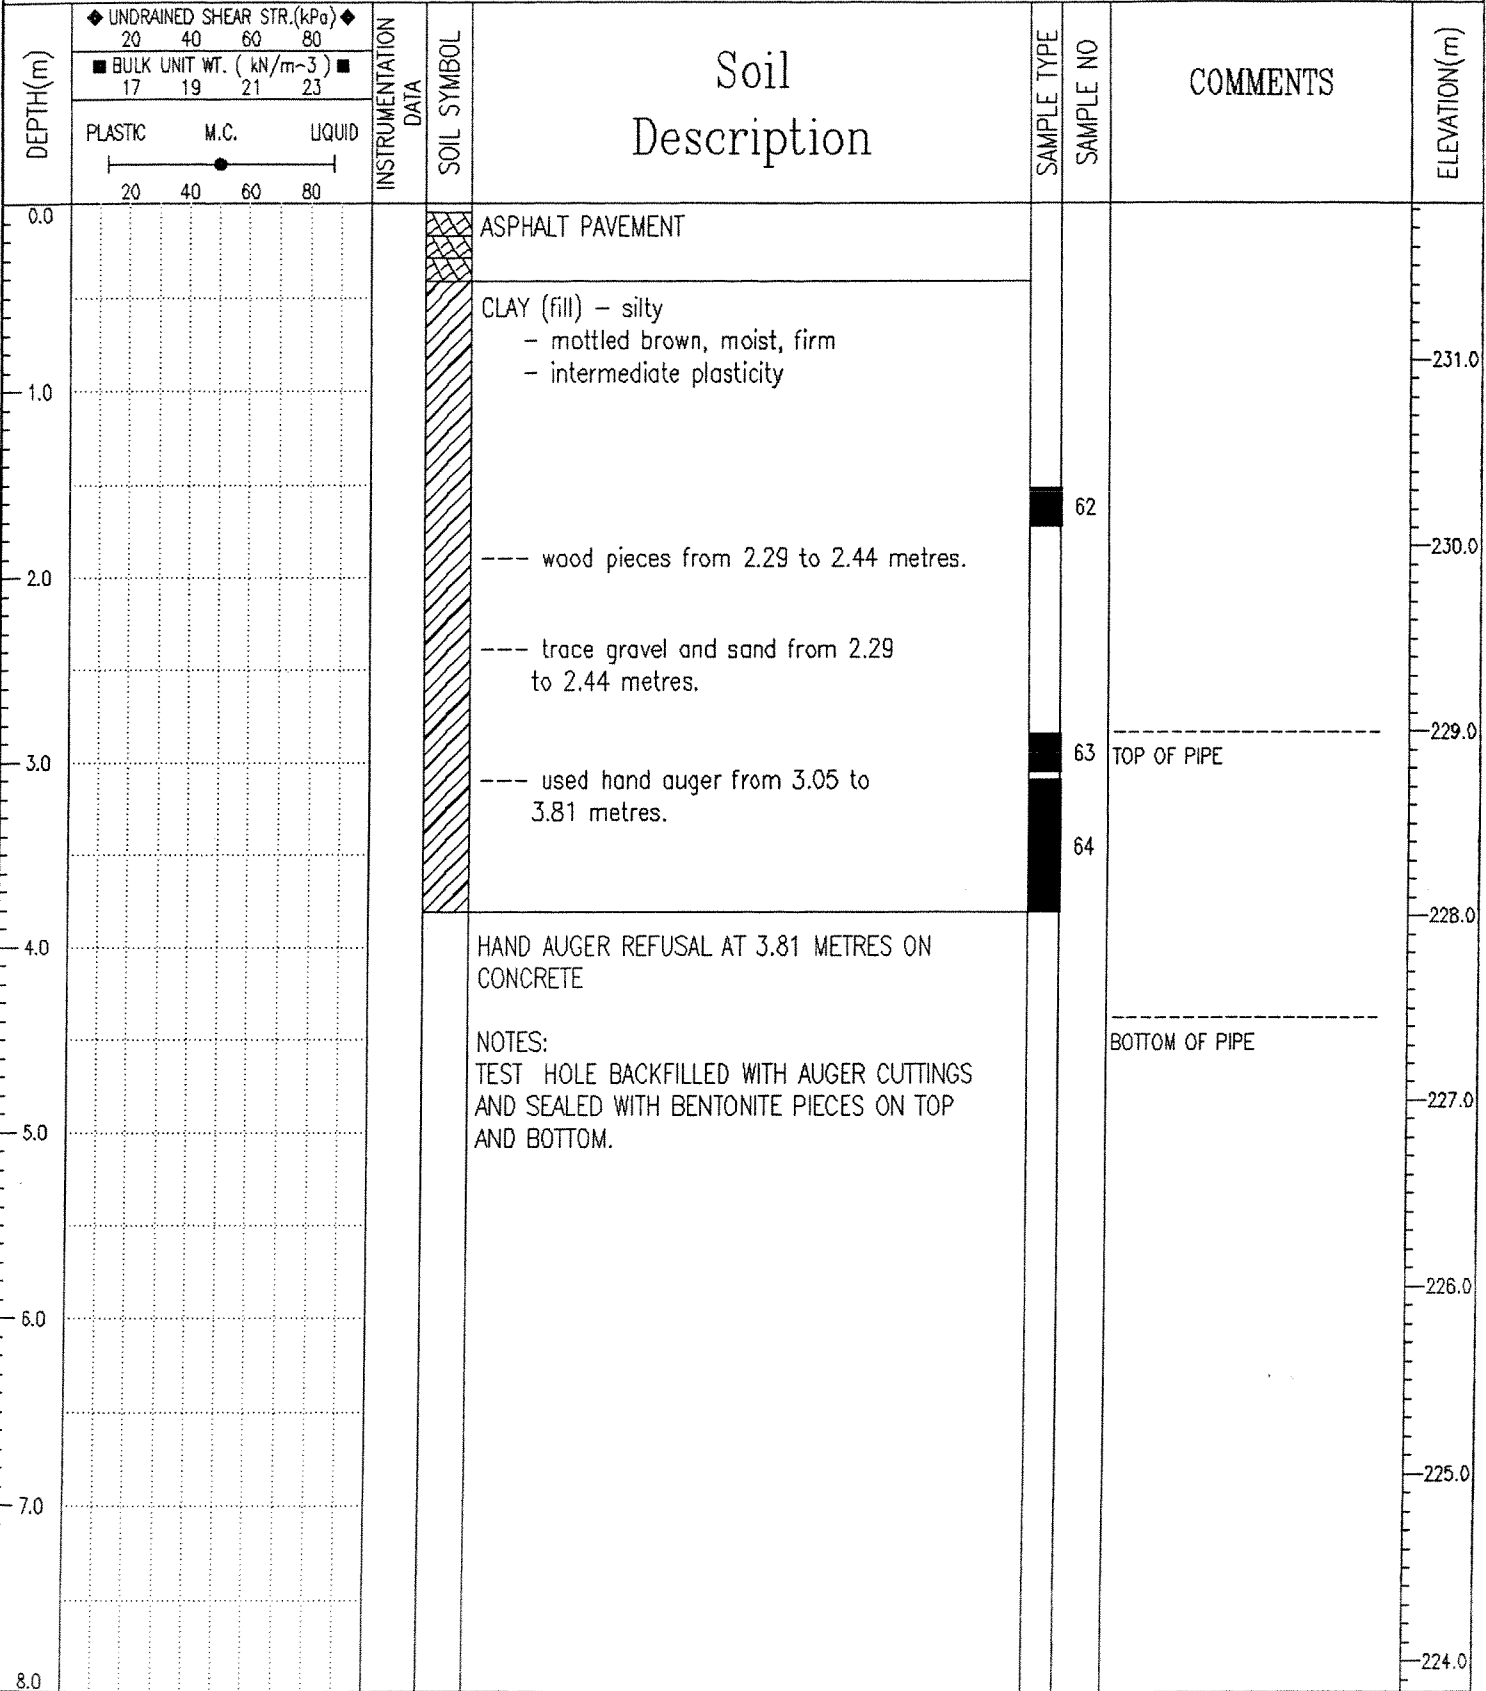 DEPTH(m)
◆ UNDRAINED SHEAR STR.(kPa) ◆
20 40 60 80
■ BULK UNIT WT. ( kN/m~3 ) ■
17 19 21 23
PLASTIC M.C. LIQUID
20 40 60 80
INSTRUMENTATION
DATA
SOIL SYMBOL
Soil
Description
SAMPLE TYPE
SAMPLE NO
COMMENTS
ELEVATION(m)
0.0
1.0
2.0
3.0
4.0
5.0
6.0
7.0
8.0
ASPHALT PAVEMENT
CLAY (fill) – silty
– mottled brown, moist, firm
– intermediate plasticity
--- wood pieces from 2.29 to 2.44 metres.
--- trace gravel and sand from 2.29
to 2.44 metres.
--- used hand auger from 3.05 to
3.81 metres.
HAND AUGER REFUSAL AT 3.81 METRES ON
CONCRETE
NOTES:
TEST HOLE BACKFILLED WITH AUGER CUTTINGS
AND SEALED WITH BENTONITE PIECES ON TOP
AND BOTTOM.
62
63
64
TOP OF PIPE
BOTTOM OF PIPE
231.0
230.0
229.0
228.0
227.0
226.0
225.0
224.0